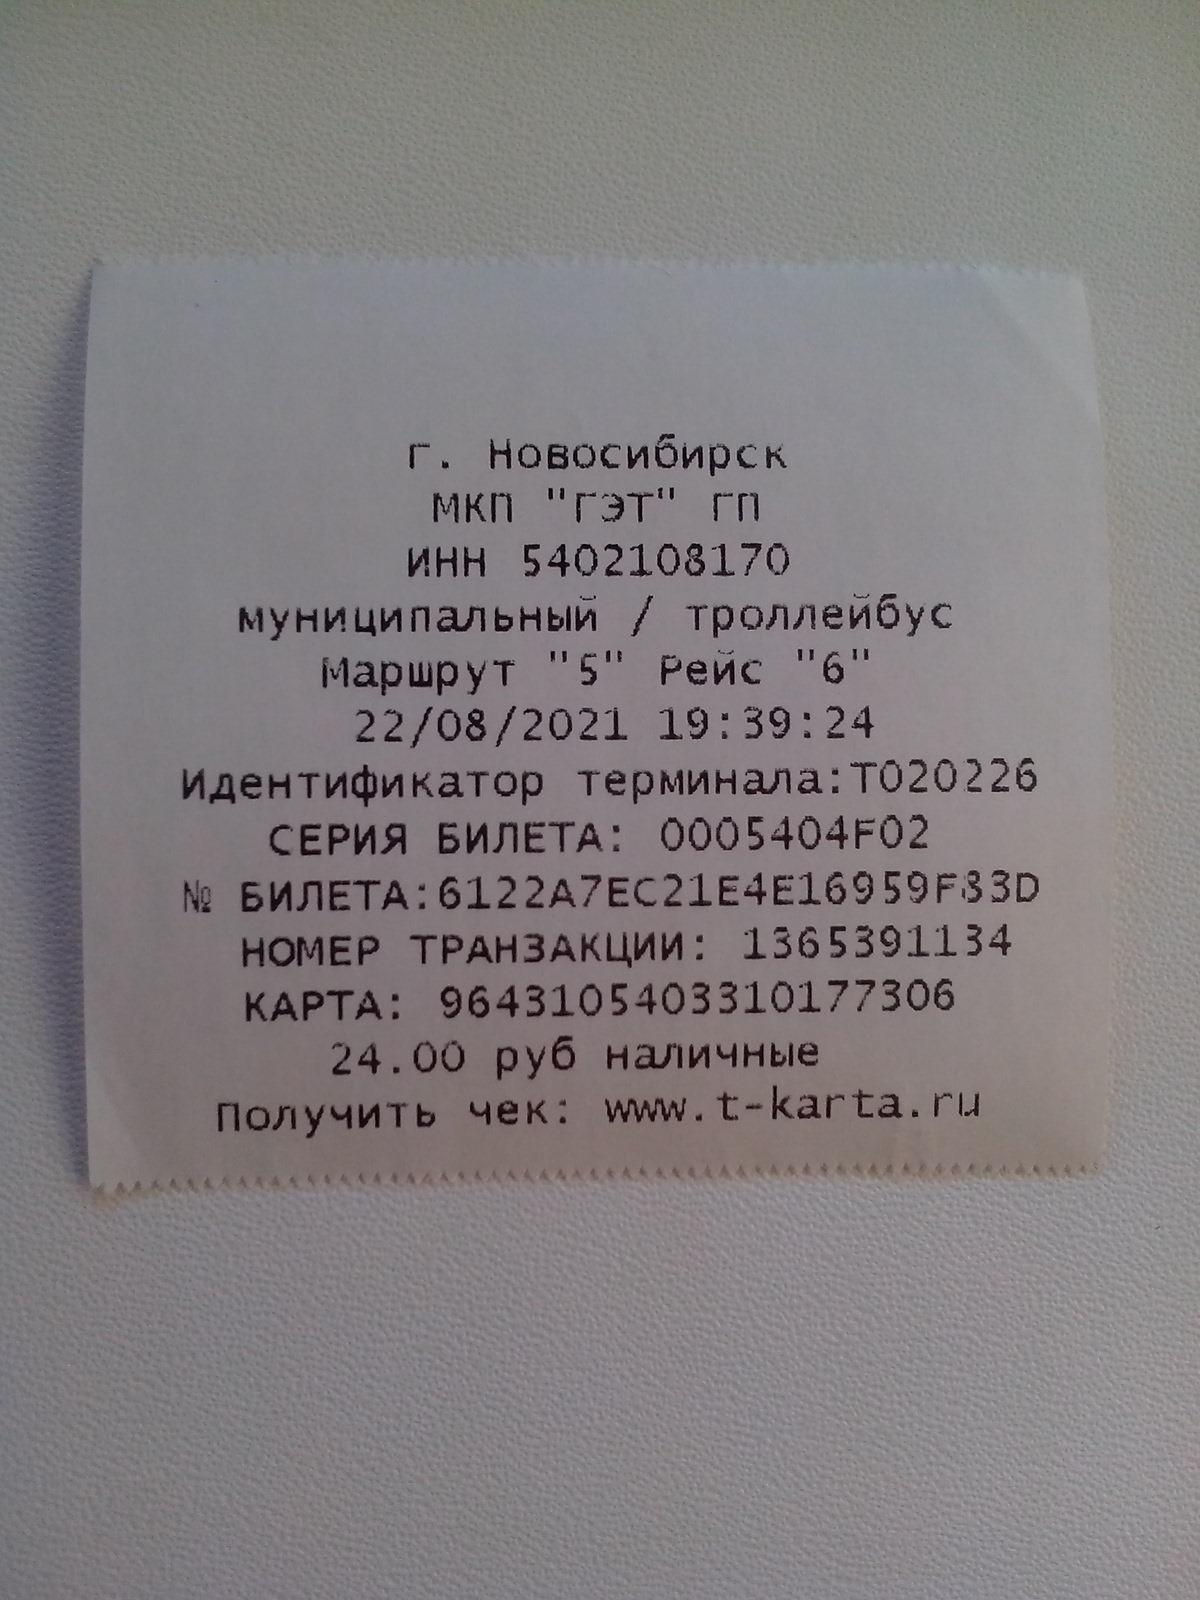 г. Новосибирск
МКП "ГЭТ" ГП
ИНН 5402108170
муниципальный / троллейбус
Маршрут "5" Рейс "6"
22/08/2021 19:39:24
Идентификатор терминала:T020226
СЕРИЯ БИЛЕТА: 0005404F02
№ БИЛЕТА:6122A7EC21E4E16959F83D
НОМЕР ТРАНЗАКЦИИ: 1365391134
КАРТА: 9643105403310177306
24.00 руб наличные
Получить чек: www.t-karta.ru